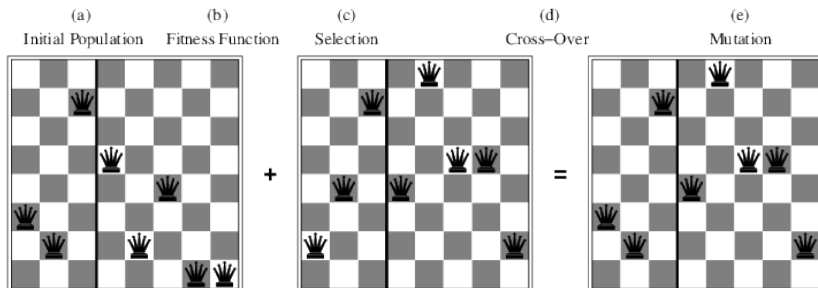 (a) (b) (c) (d) (e)
Initial Population Fitness Function Selection Cross–Over Mutation
+ =